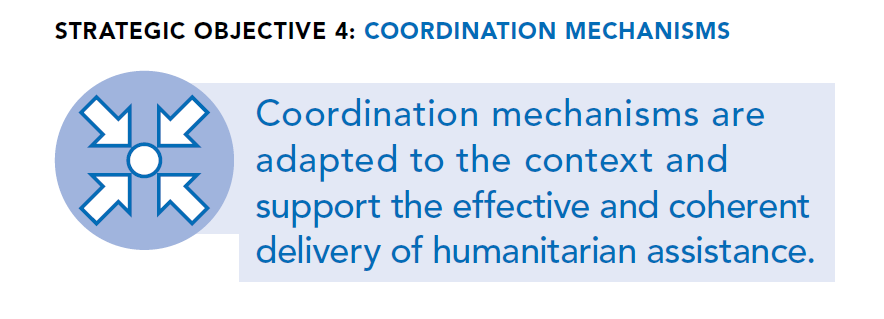 STRATEGIC OBJECTIVE 4: COORDINATION MECHANISMS
Coordination mechanisms are
adapted to the context and
support the effective and coherent
delivery of humanitarian assistance.